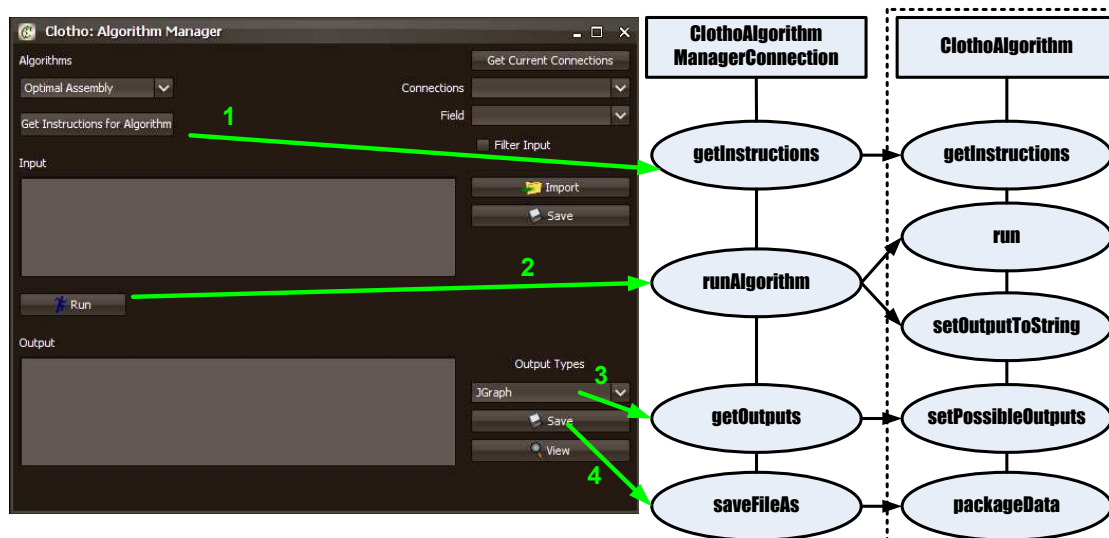 Clotho: Algorithm Manager
Algorithms
Get Current Connections
Optimal Assembly
Connections
Get Instructions for Algorithm
1
Field
Filter Input
Input
Import
Save
2
Run
Output
Output Types
3
JGraph
Save
View
4
ClothoAlgorithm
ManagerConnection
getInstructions
runAlgorithm
getOutputs
saveFileAs
ClothoAlgorithm
getInstructions
run
setOutputToString
setPossibleOutputs
packageData